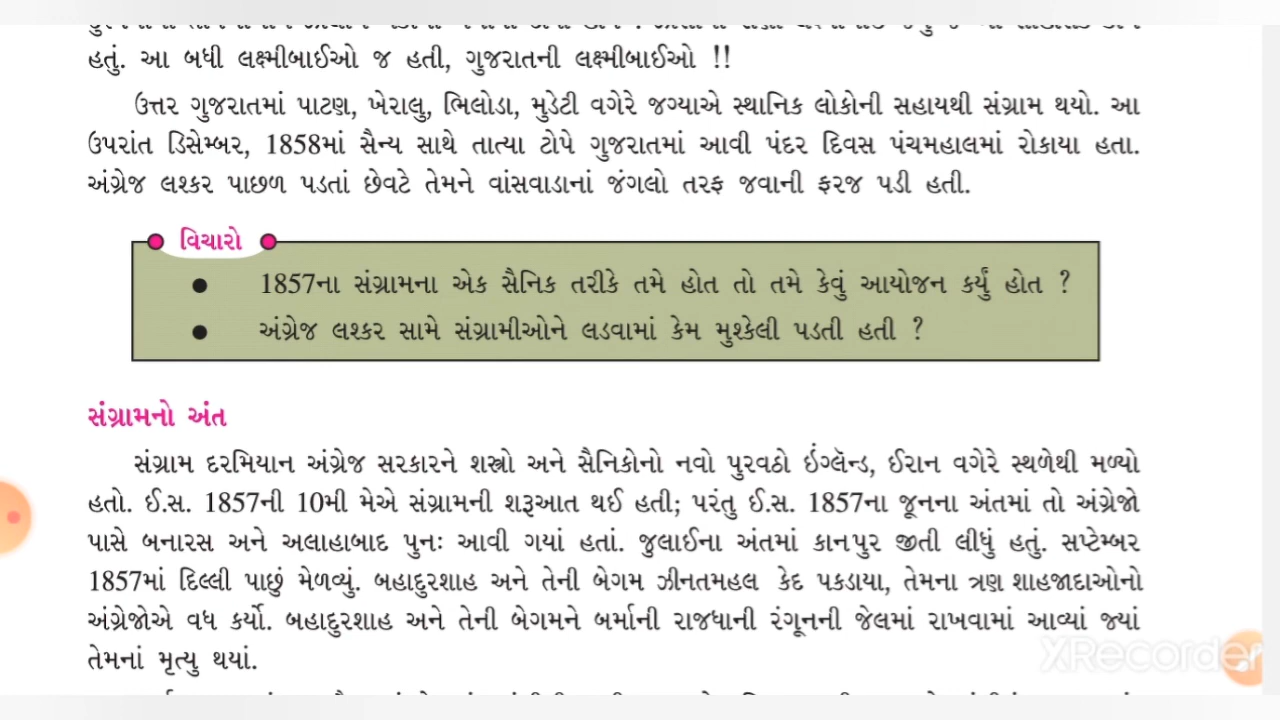 હતું. આ બધી લક્ષ્મીબાઈઓ જ હતી, ગુજરાતની લક્ષ્મીબાઈઓ !!
ઉત્તર ગુજરાતમાં પાટણ, ખેરાલુ, ભિલોડા, મુડેટી વગેરે જગ્યાએ સ્થાનિક લોકોની સહાયથી સંગ્રામ થયો. આ
ઉપરાંત ડિસેમ્બર, 1858માં સૈન્ય સાથે તાત્યા ટોપે ગુજરાતમાં આવી પંદર દિવસ પંચમહાલમાં રોકાયા હતા.
અંગ્રેજ લશ્કર પાછળ પડતાં છેવટે તેમને વાંસવાડાનાં જંગલો તરફ જવાની ફરજ પડી હતી.
વિચારો
● 1857ના સંગ્રામના એક સૈનિક તરીકે તમે હોત તો તમે કેવું આયોજન કર્યું હોત ?
● અંગ્રેજ લશ્કર સામે સંગ્રામીઓને લડવામાં કેમ મુશ્કેલી પડતી હતી ?
સંગ્રામનો અંત
સંગ્રામ દરમિયાન અંગ્રેજ સરકારને શસ્ત્રો અને સૈનિકોનો નવો પુરવઠો ઇંગ્લૅન્ડ, ઈરાન વગેરે સ્થળેથી મળ્યો
હતો. ઈ.સ. 1857ની 10મી મેએ સંગ્રામની શરૂઆત થઈ હતી; પરંતુ ઈ.સ. 1857ના જૂનના અંતમાં તો અંગ્રેજો
પાસે બનારસ અને અલાહાબાદ પુનઃ આવી ગયાં હતાં. જુલાઈના અંતમાં કાનપુર જીતી લીધું હતું. સપ્ટેમ્બર
1857માં દિલ્લી પાછું મેળવ્યું. બહાદુરશાહ અને તેની બેગમ ઝીનતમહલ કેદ પકડાયા, તેમના ત્રણ શાહજાદાઓનો
અંગ્રેજોએ વધ કર્યો. બહાદુરશાહ અને તેની બેગમને બર્માની રાજધાની રંગૂનની જેલમાં રાખવામાં આવ્યાં જ્યાં
તેમનાં મૃત્યુ થયાં.
XRecorder